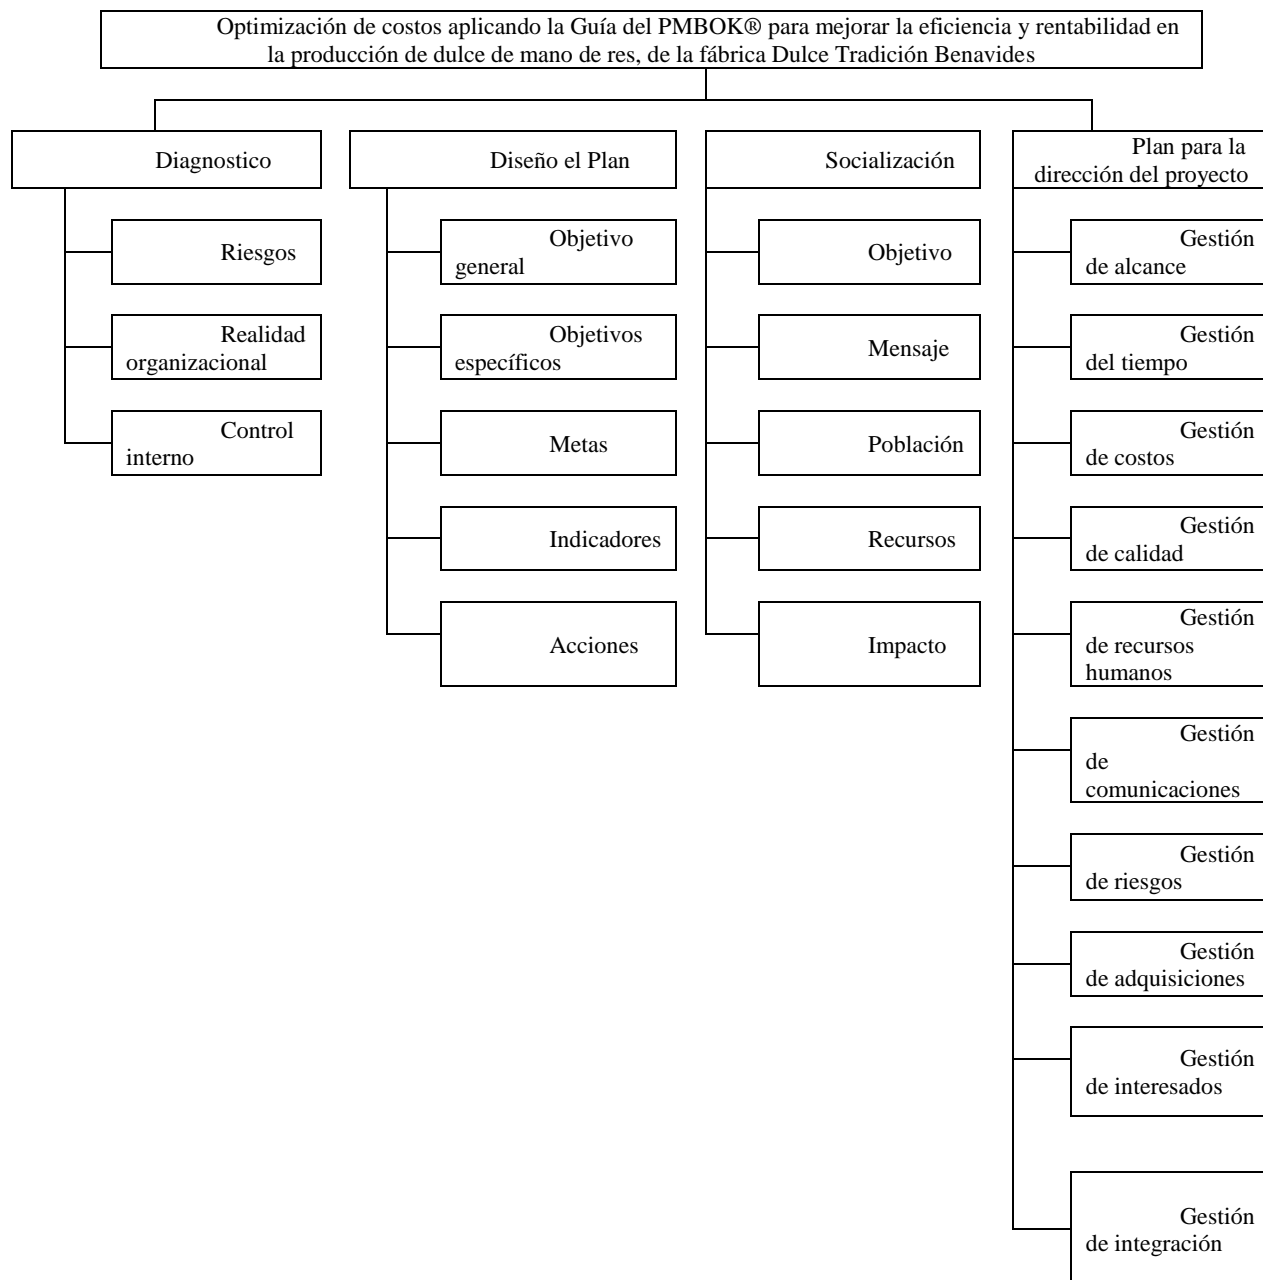 Optimización de costos aplicando la Guía del PMBOK® para mejorar la eficiencia y rentabilidad en
la producción de dulce de mano de res, de la fábrica Dulce Tradición Benavides
Diagnostico
Riesgos
Realidad
organizacional
Control
interno
Diseño el Plan
Objetivo
general
Objetivos
específicos
Metas
Indicadores
Acciones
Socialización
Objetivo
Mensaje
Población
Recursos
Impacto
Plan para la
dirección del proyecto
Gestión
de alcance
Gestión
del tiempo
Gestión
de costos
Gestión
de calidad
Gestión
de recursos
humanos
Gestión
de
comunicaciones
Gestión
de riesgos
Gestión
de adquisiciones
Gestión
de interesados
Gestión
de integración